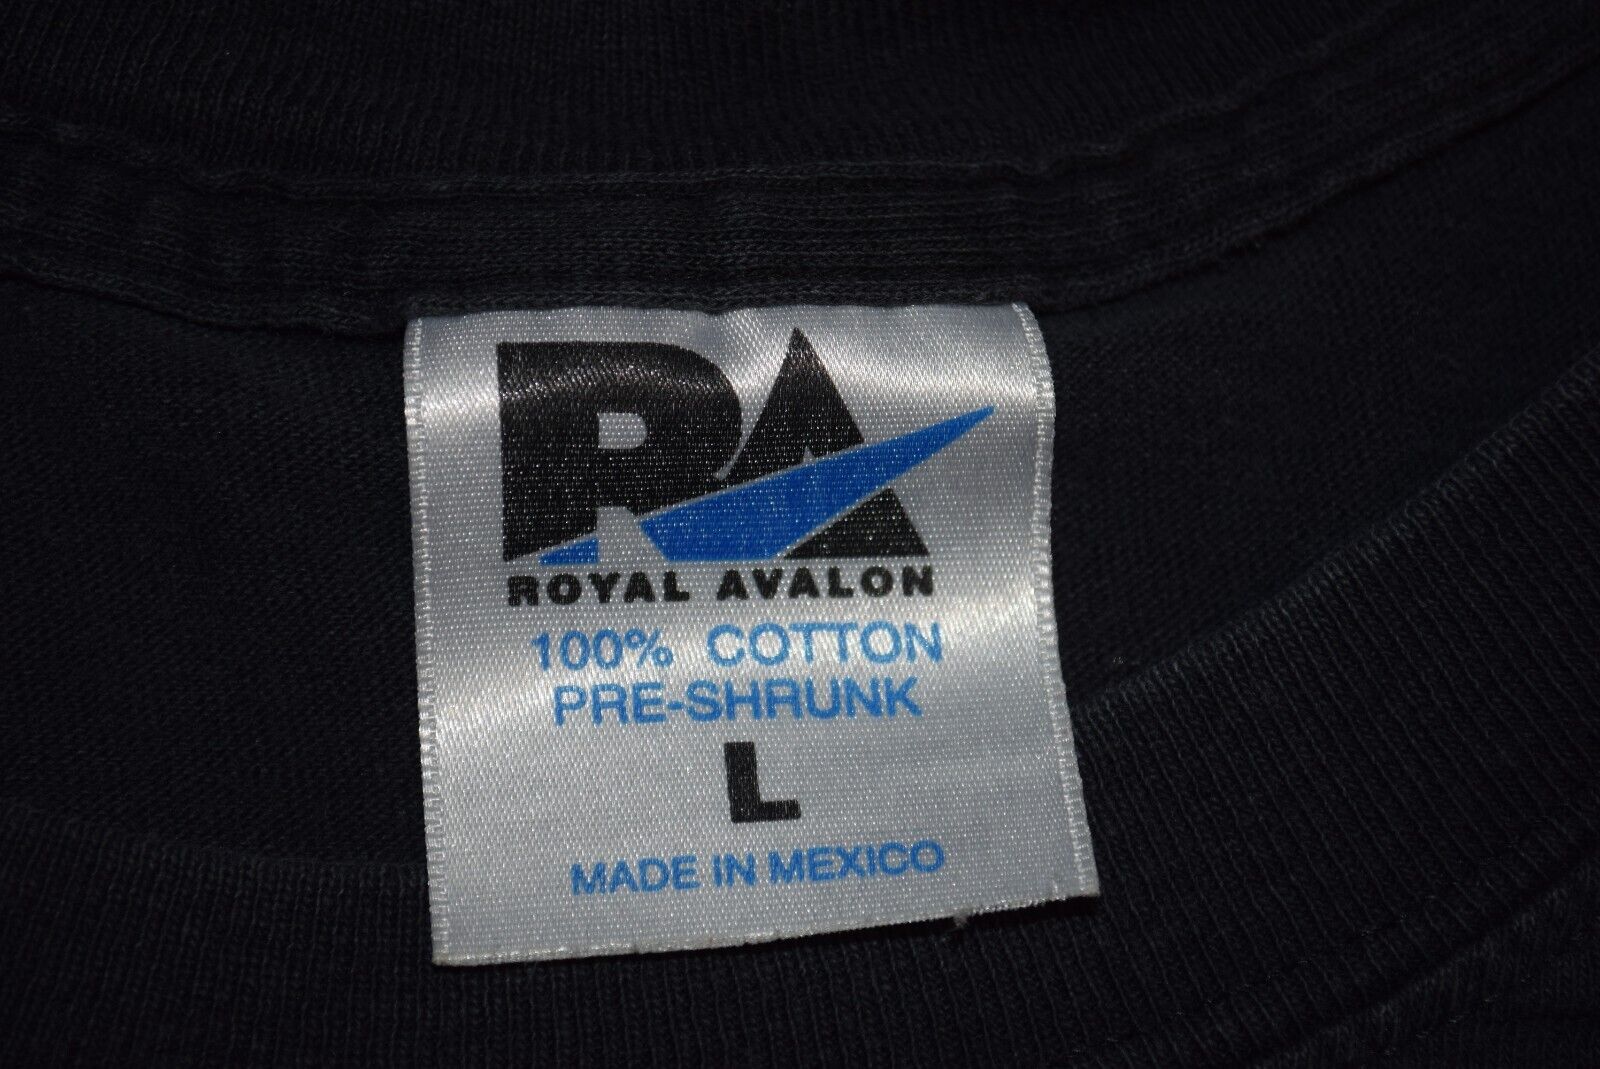 RA
ROYAL AVALON
100% COTTON
PRE-SHRUNK
L
MADE IN MEXICO